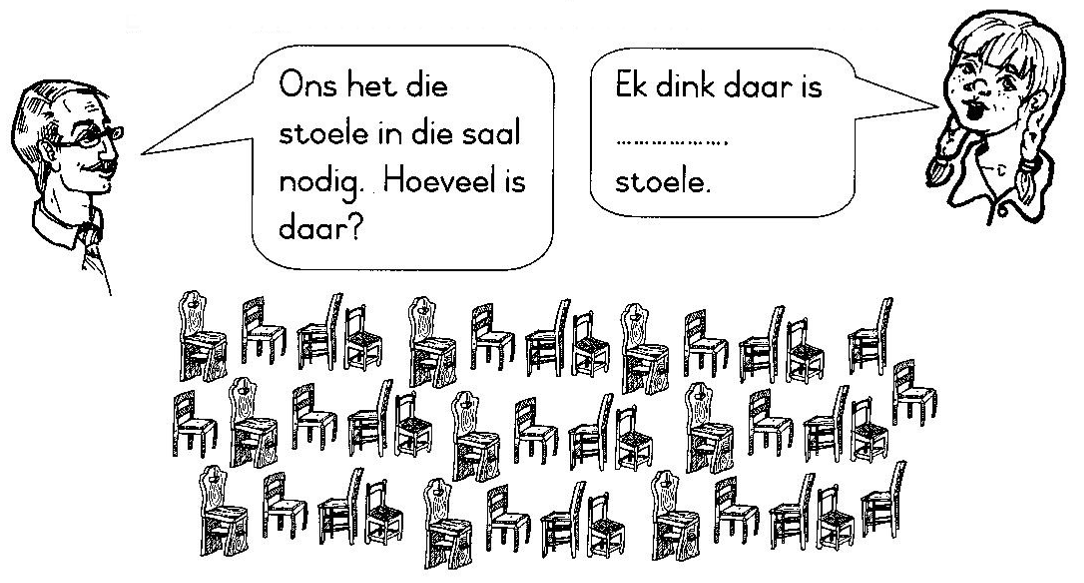 Ons het die
stoele in die saal
nodig. Hoeveel is
daar?
Ek dink daar is
................
stoele.